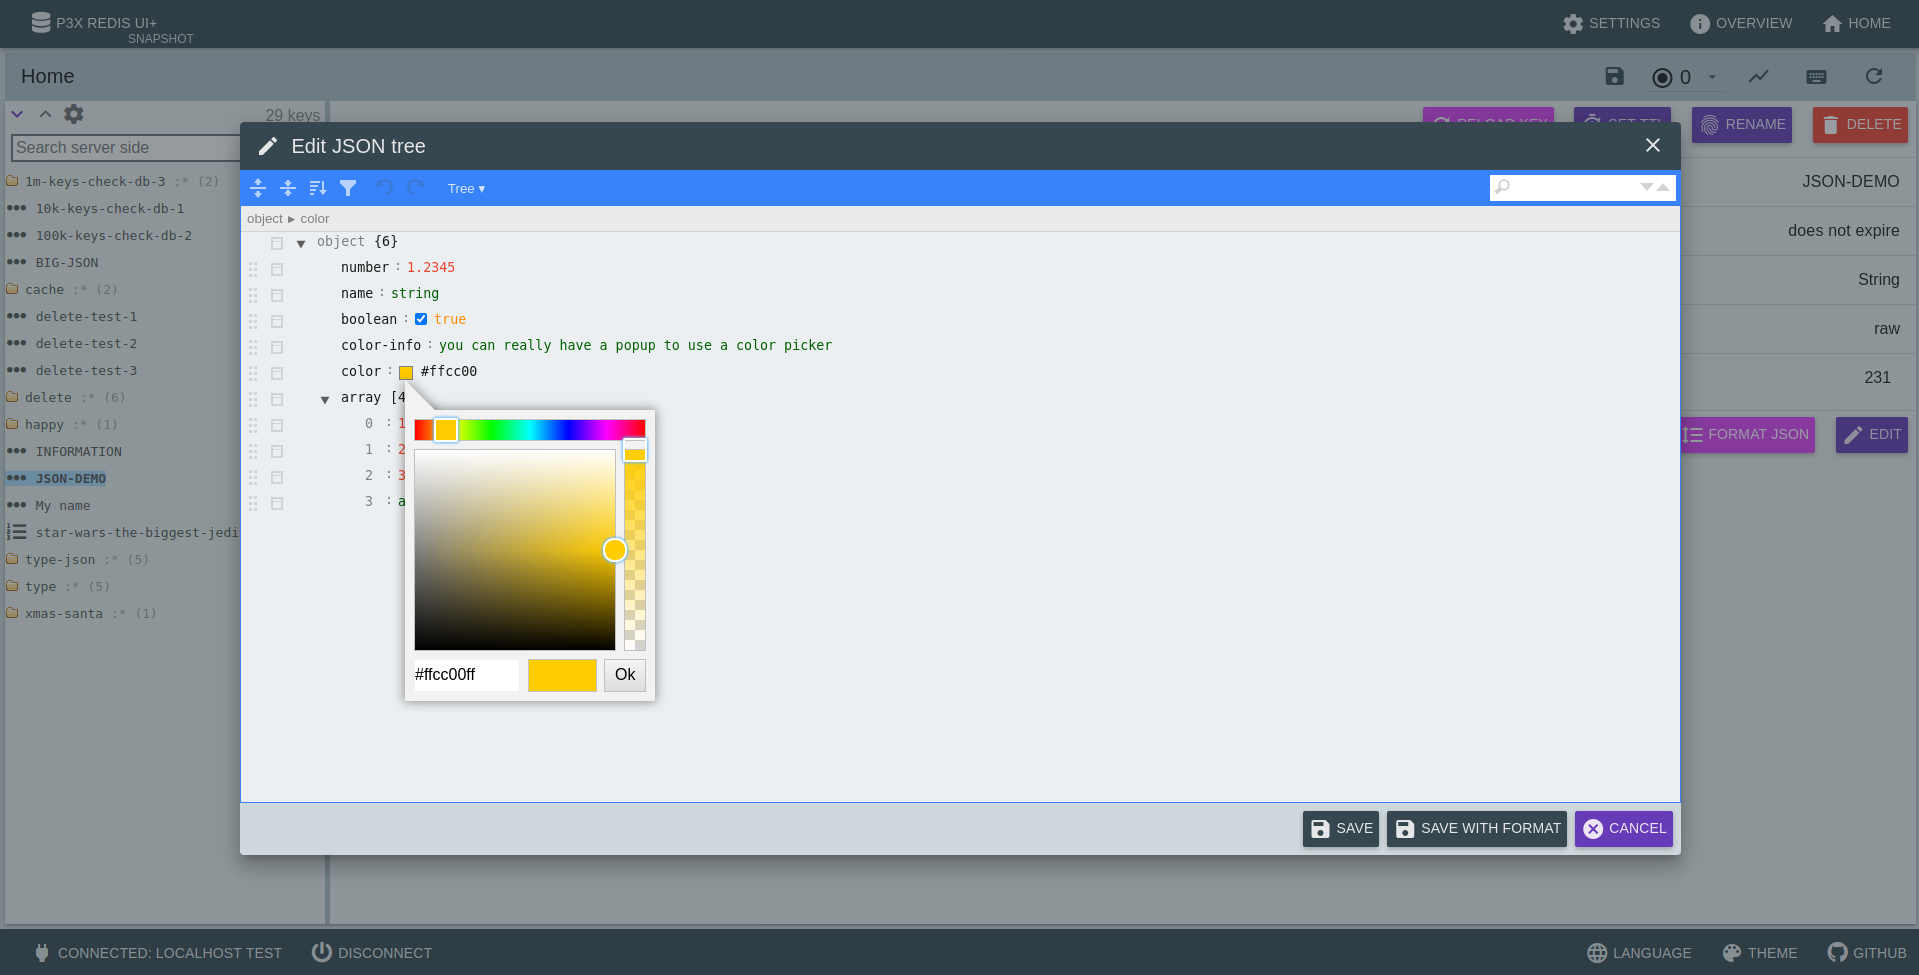 P3X REDIS UI+
SNAPSHOT
SETTINGS
OVERVIEW
HOME
Home
0
29 keys
RELOAD KEY
SET TTL
RENAME
DELETE
Search server side
Edit JSON tree
Tree ▾
object ► color
1m-keys-check-db-3 :* (2)
10k-keys-check-db-1
100k-keys-check-db-2
BIG-JSON
cache :* (2)
delete-test-1
delete-test-2
delete-test-3
delete :* (6)
happy :* (1)
INFORMATION
JSON-DEMO
My name
star-wars-the-biggest-jedi
type-json :* (5)
type :* (5)
xmas-santa :* (1)
object {6}
number : 1.2345
name : string
boolean : true
color-info : you can really have a popup to use a color picker
color : #ffcc00
array [4
0 : 1
1 : 2
2 : 3
3 : a
#ffcc00ff
Ok
JSON-DEMO
does not expire
String
raw
231
FORMAT JSON
EDIT
SAVE
SAVE WITH FORMAT
CANCEL
CONNECTED: LOCALHOST TEST
DISCONNECT
LANGUAGE
THEME
GITHUB